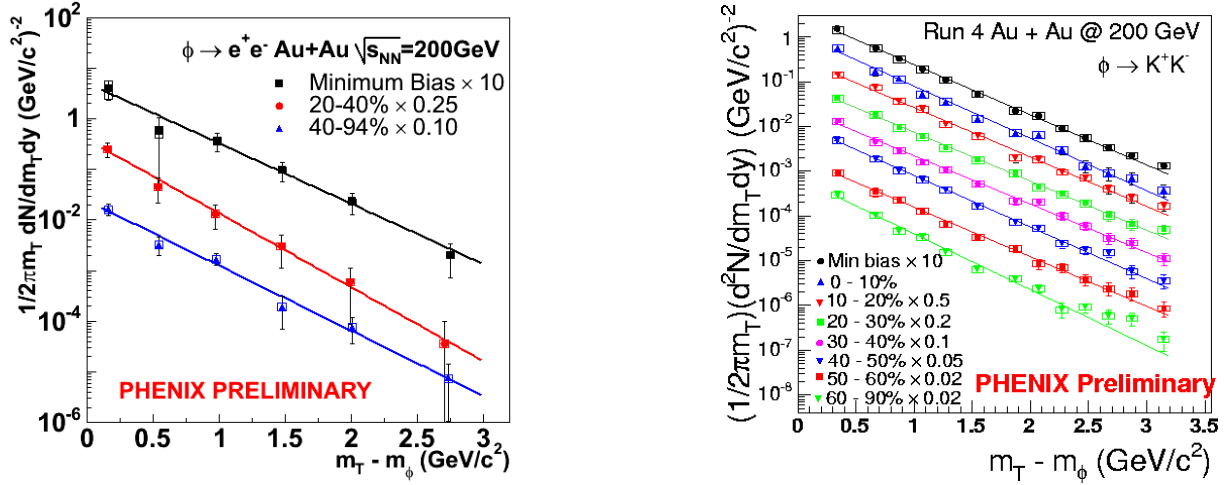 ϕ → e⁺e⁻ Au+Au √s_NN=200GeV
Minimum Bias × 10
20-40% × 0.25
40-94% × 0.10
1/2πm_T dN/dm_Tdy (GeV/c²)⁻²
10²
1
10⁻²
10⁻⁴
10⁻⁶
PHENIX PRELIMINARY
0 0.5 1 1.5 2 2.5 3
m_T - m_ϕ (GeV/c²)
Run 4 Au + Au @ 200 GeV
ϕ → K⁺K⁻
(1/2πm_T)(d²N/dm_Tdy) (GeV/c²)⁻²
1
10⁻¹
10⁻²
10⁻³
10⁻⁴
10⁻⁵
10⁻⁶
10⁻⁷
10⁻⁸
Min bias × 10
0 - 10%
10 - 20% × 0.5
20 - 30% × 0.2
30 - 40% × 0.1
40 - 50% × 0.05
50 - 60% × 0.02
60 - 90% × 0.02
PHENIX Preliminary
0 0.5 1 1.5 2 2.5 3 3.5
m_T - m_ϕ (GeV/c²)